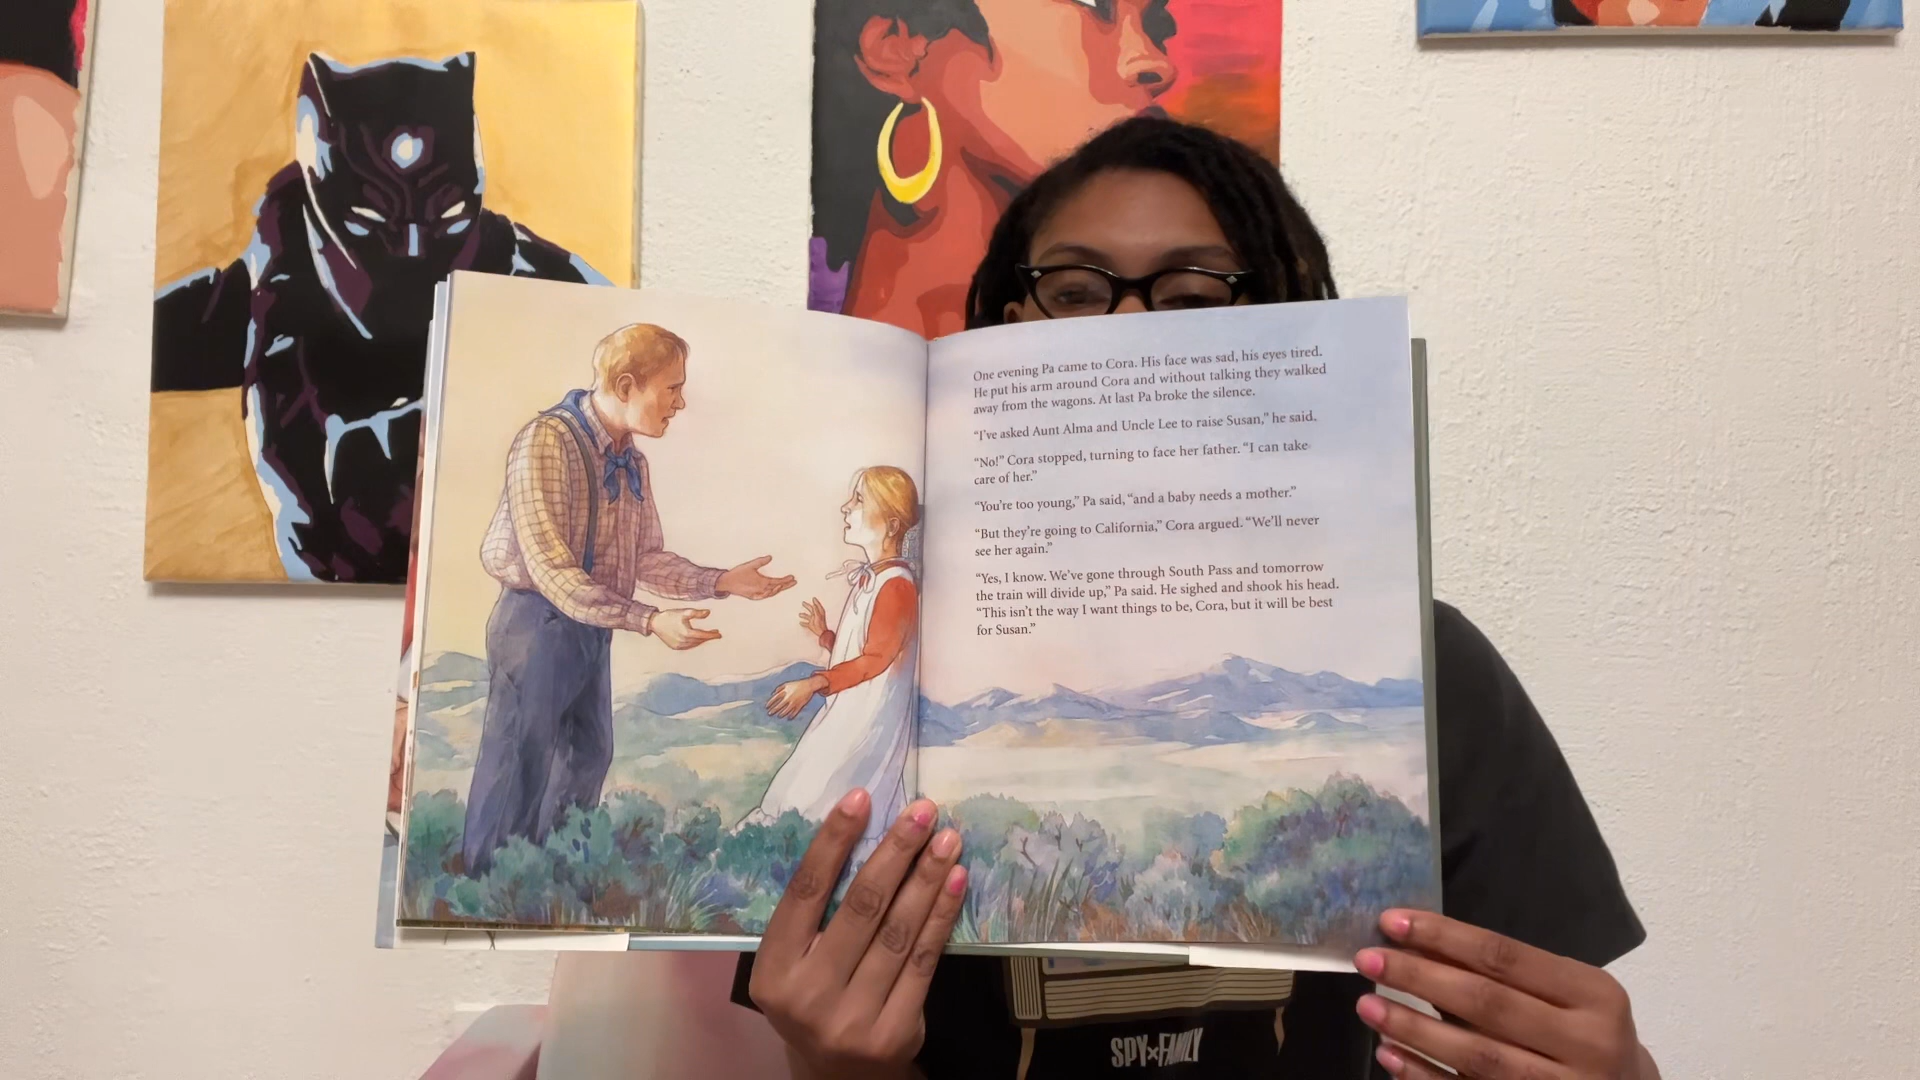 One evening Pa came to Cora. His face was sad, his eyes tired.
He put his arm around Cora and without talking they walked
away from the wagons. At last Pa broke the silence.
“I’ve asked Aunt Alma and Uncle Lee to raise Susan,” he said.
“No!” Cora stopped, turning to face her father. “I can take
care of her.”
“You’re too young,” Pa said, “and a baby needs a mother.”
“But they’re going to California,” Cora argued. “We’ll never
see her again.”
“Yes, I know. We’ve gone through South Pass and tomorrow
the train will divide up,” Pa said. He sighed and shook his head.
“This isn’t the way I want things to be, Cora, but it will be best
for Susan.”
SPY×FAMILY